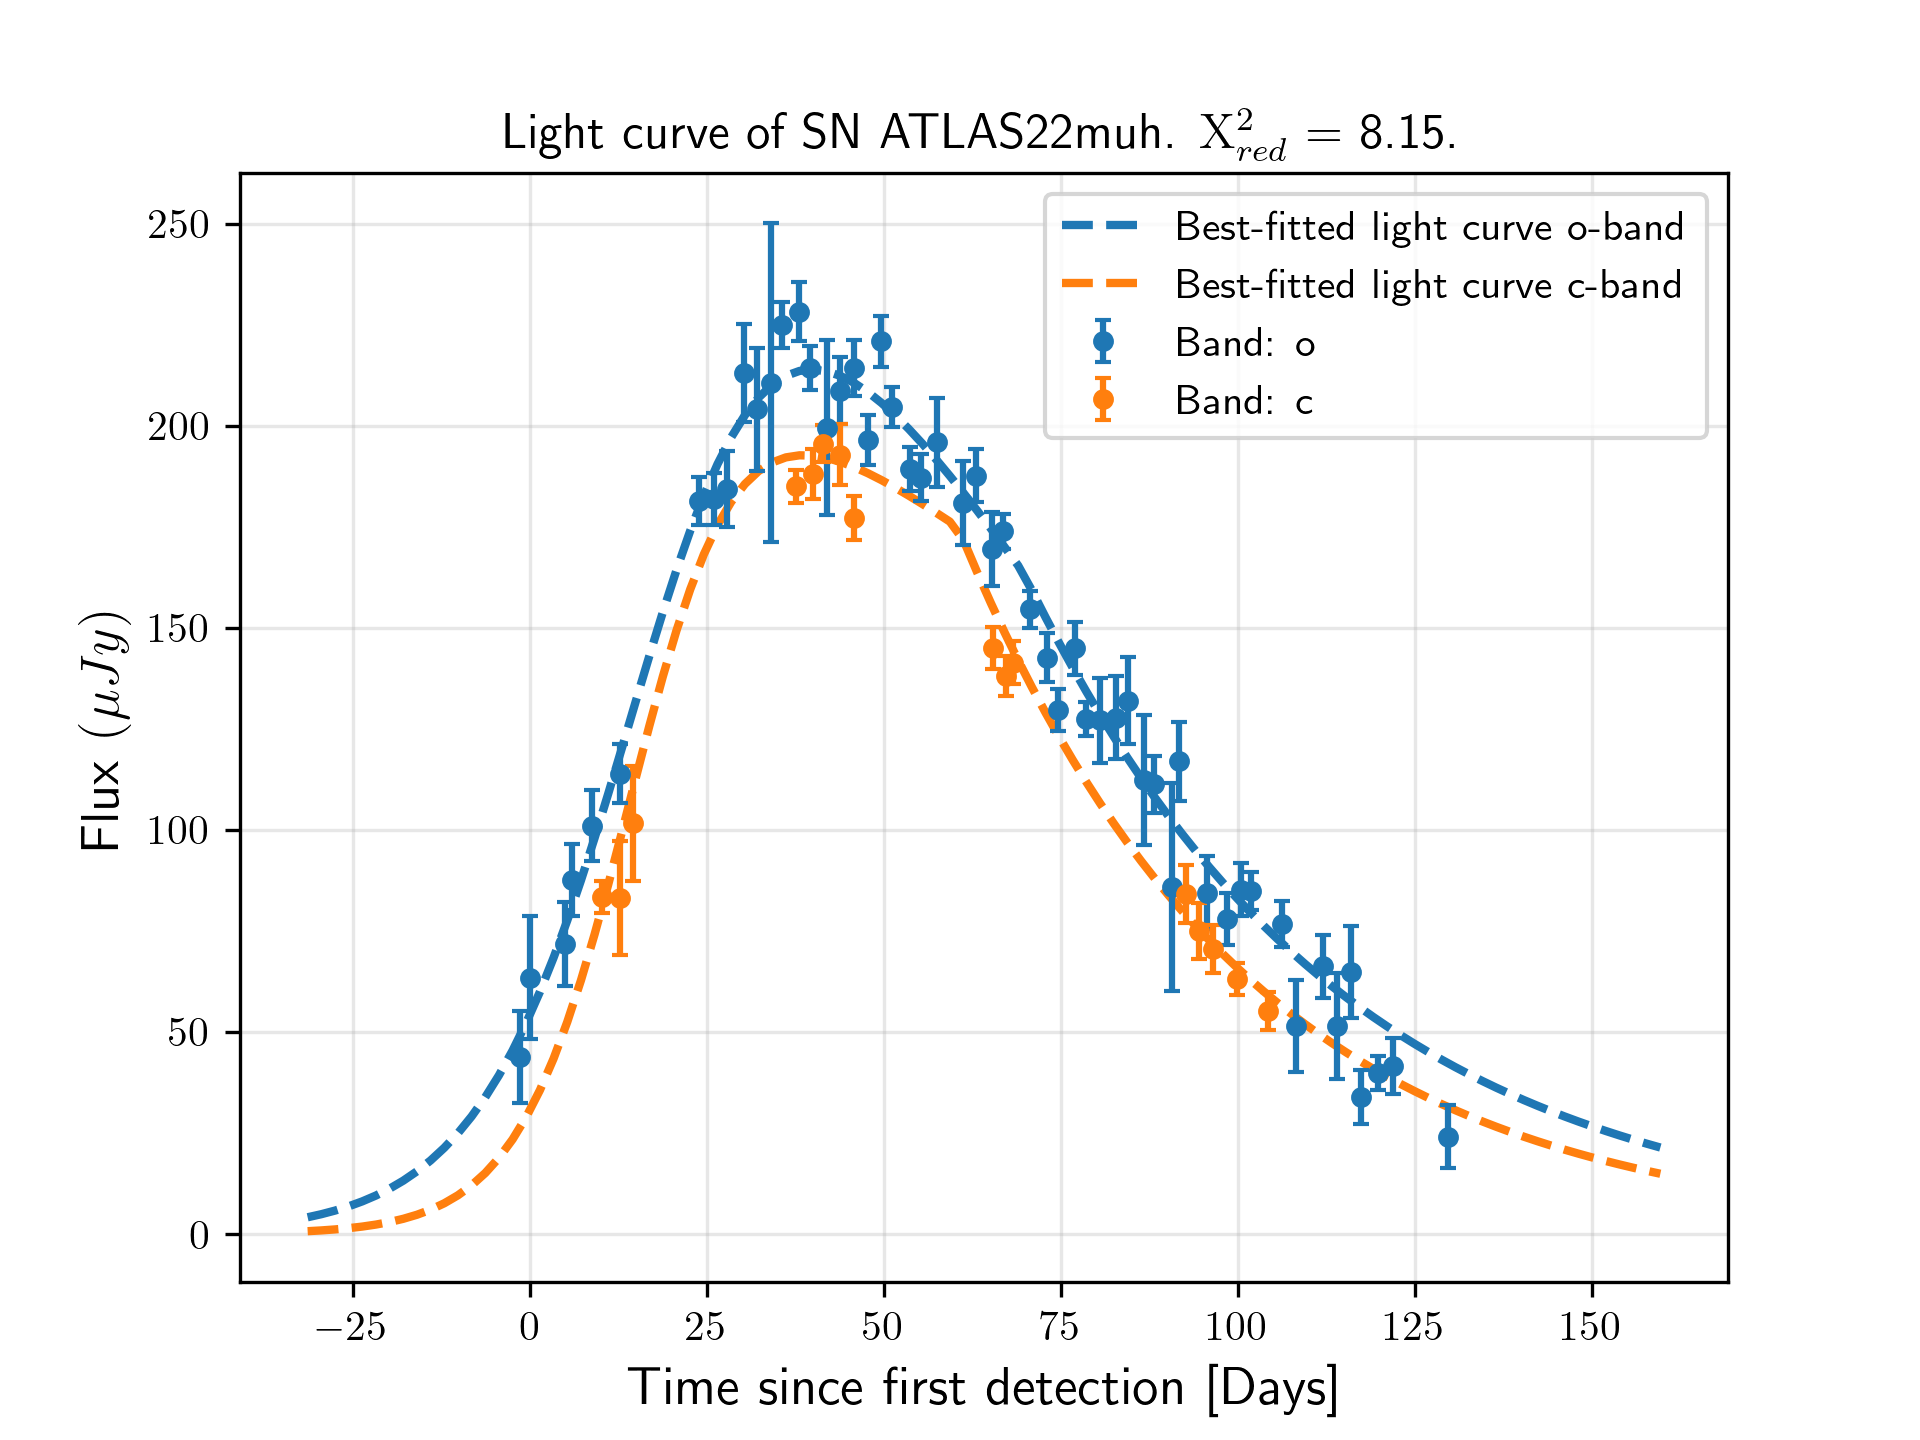 Light curve of SN ATLAS22muh. X²_red = 8.15.
Best-fitted light curve o-band
Best-fitted light curve c-band
Band: o
Band: c
Flux (μJy)
250
200
150
100
50
0
−25 0 25 50 75 100 125 150
Time since first detection [Days]